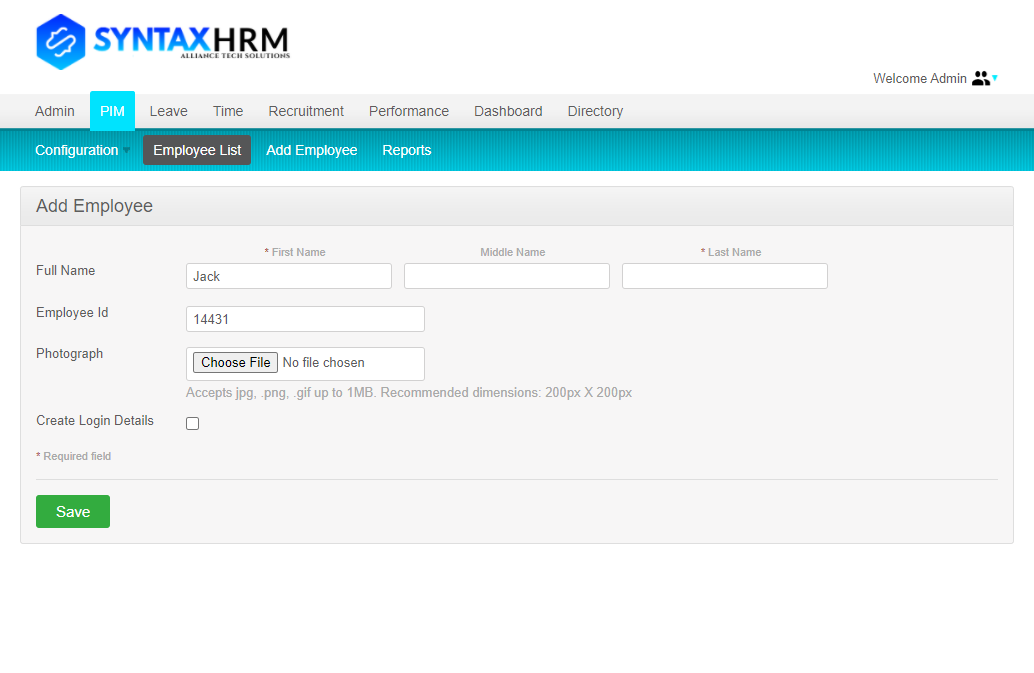 SYNTAXHRM
ALLIANCE TECH SOLUTIONS
Welcome Admin
Admin PIM Leave Time Recruitment Performance Dashboard Directory
Configuration Employee List Add Employee Reports
Add Employee
* First Name Middle Name * Last Name
Full Name Jack
Employee Id 14431
Photograph Choose File No file chosen
Accepts jpg, .png, .gif up to 1MB. Recommended dimensions: 200px X 200px
Create Login Details
* Required field
Save